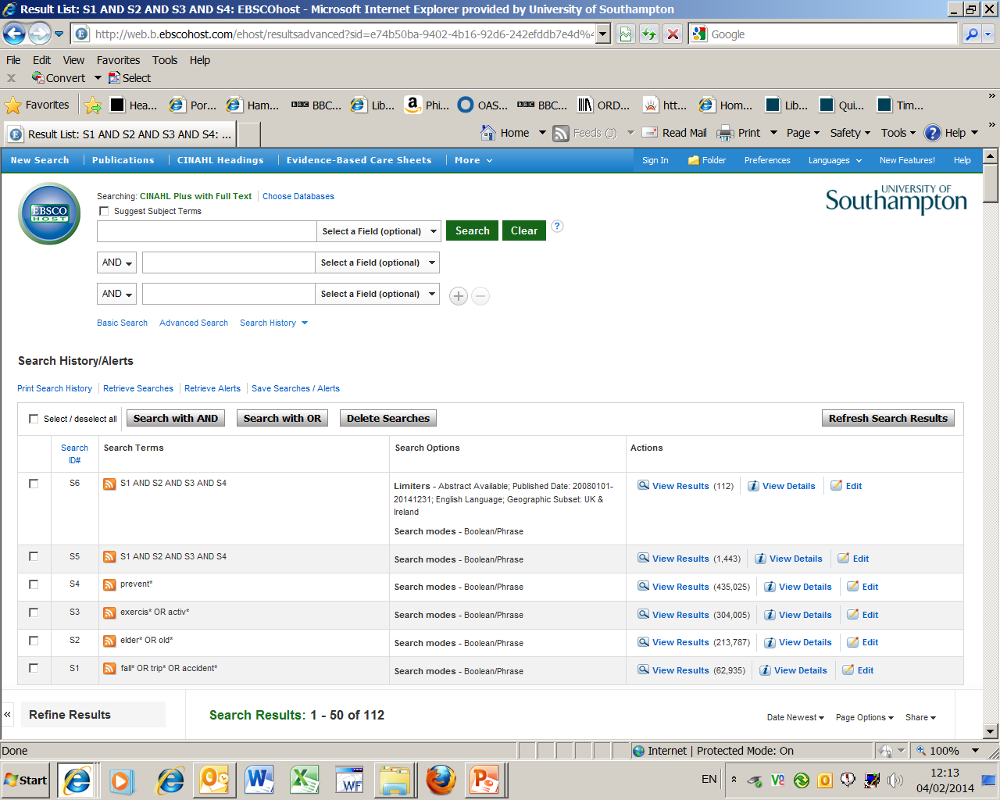 Result List: S1 AND S2 AND S3 AND S4: EBSCOhost - Microsoft Internet Explorer provided by University of Southampton
http://web.b.ebscohost.com/ehost/resultsadvanced?sid=e74b50ba-9402-4b16-92d6-242efddb7e4d%4
Google
File Edit View Favorites Tools Help
x Convert Select
Favorites Hea... Por... Ham... BBC BBC... Lib... Phi... OAS... BBC BBC... ORD... htt... Hom... Lib... Qui... Tim... »
Result List: S1 AND S2 AND S3 AND S4: ... Home Feeds (J) Read Mail Print Page Safety Tools Help »
New Search Publications CINAHL Headings Evidence-Based Care Sheets More Sign In Folder Preferences Languages New Features! Help
EBSCO
HOST
UNIVERSITY OF
Southampton
Searching: CINAHL Plus with Full Text Choose Databases
Suggest Subject Terms
Select a Field (optional) Search Clear ?
AND Select a Field (optional)
AND Select a Field (optional) + −
Basic Search Advanced Search Search History
Search History/Alerts
Print Search History Retrieve Searches Retrieve Alerts Save Searches / Alerts
Select / deselect all Search with AND Search with OR Delete Searches Refresh Search Results
Search ID# Search Terms Search Options Actions
S6 S1 AND S2 AND S3 AND S4 Limiters - Abstract Available; Published Date: 20080101-
20141231; English Language; Geographic Subset: UK &
Ireland
Search modes - Boolean/Phrase
View Results (112) View Details Edit
S5 S1 AND S2 AND S3 AND S4 Search modes - Boolean/Phrase View Results (1,443) View Details Edit
S4 prevent* Search modes - Boolean/Phrase View Results (435,025) View Details Edit
S3 exercis* OR activ* Search modes - Boolean/Phrase View Results (304,005) View Details Edit
S2 elder* OR old* Search modes - Boolean/Phrase View Results (213,787) View Details Edit
S1 fall* OR trip* OR accident* Search modes - Boolean/Phrase View Results (62,935) View Details Edit
« Refine Results Search Results: 1 - 50 of 112 Date Newest Page Options Share
Done Internet | Protected Mode: On 100%
Start EN 12:13
04/02/2014